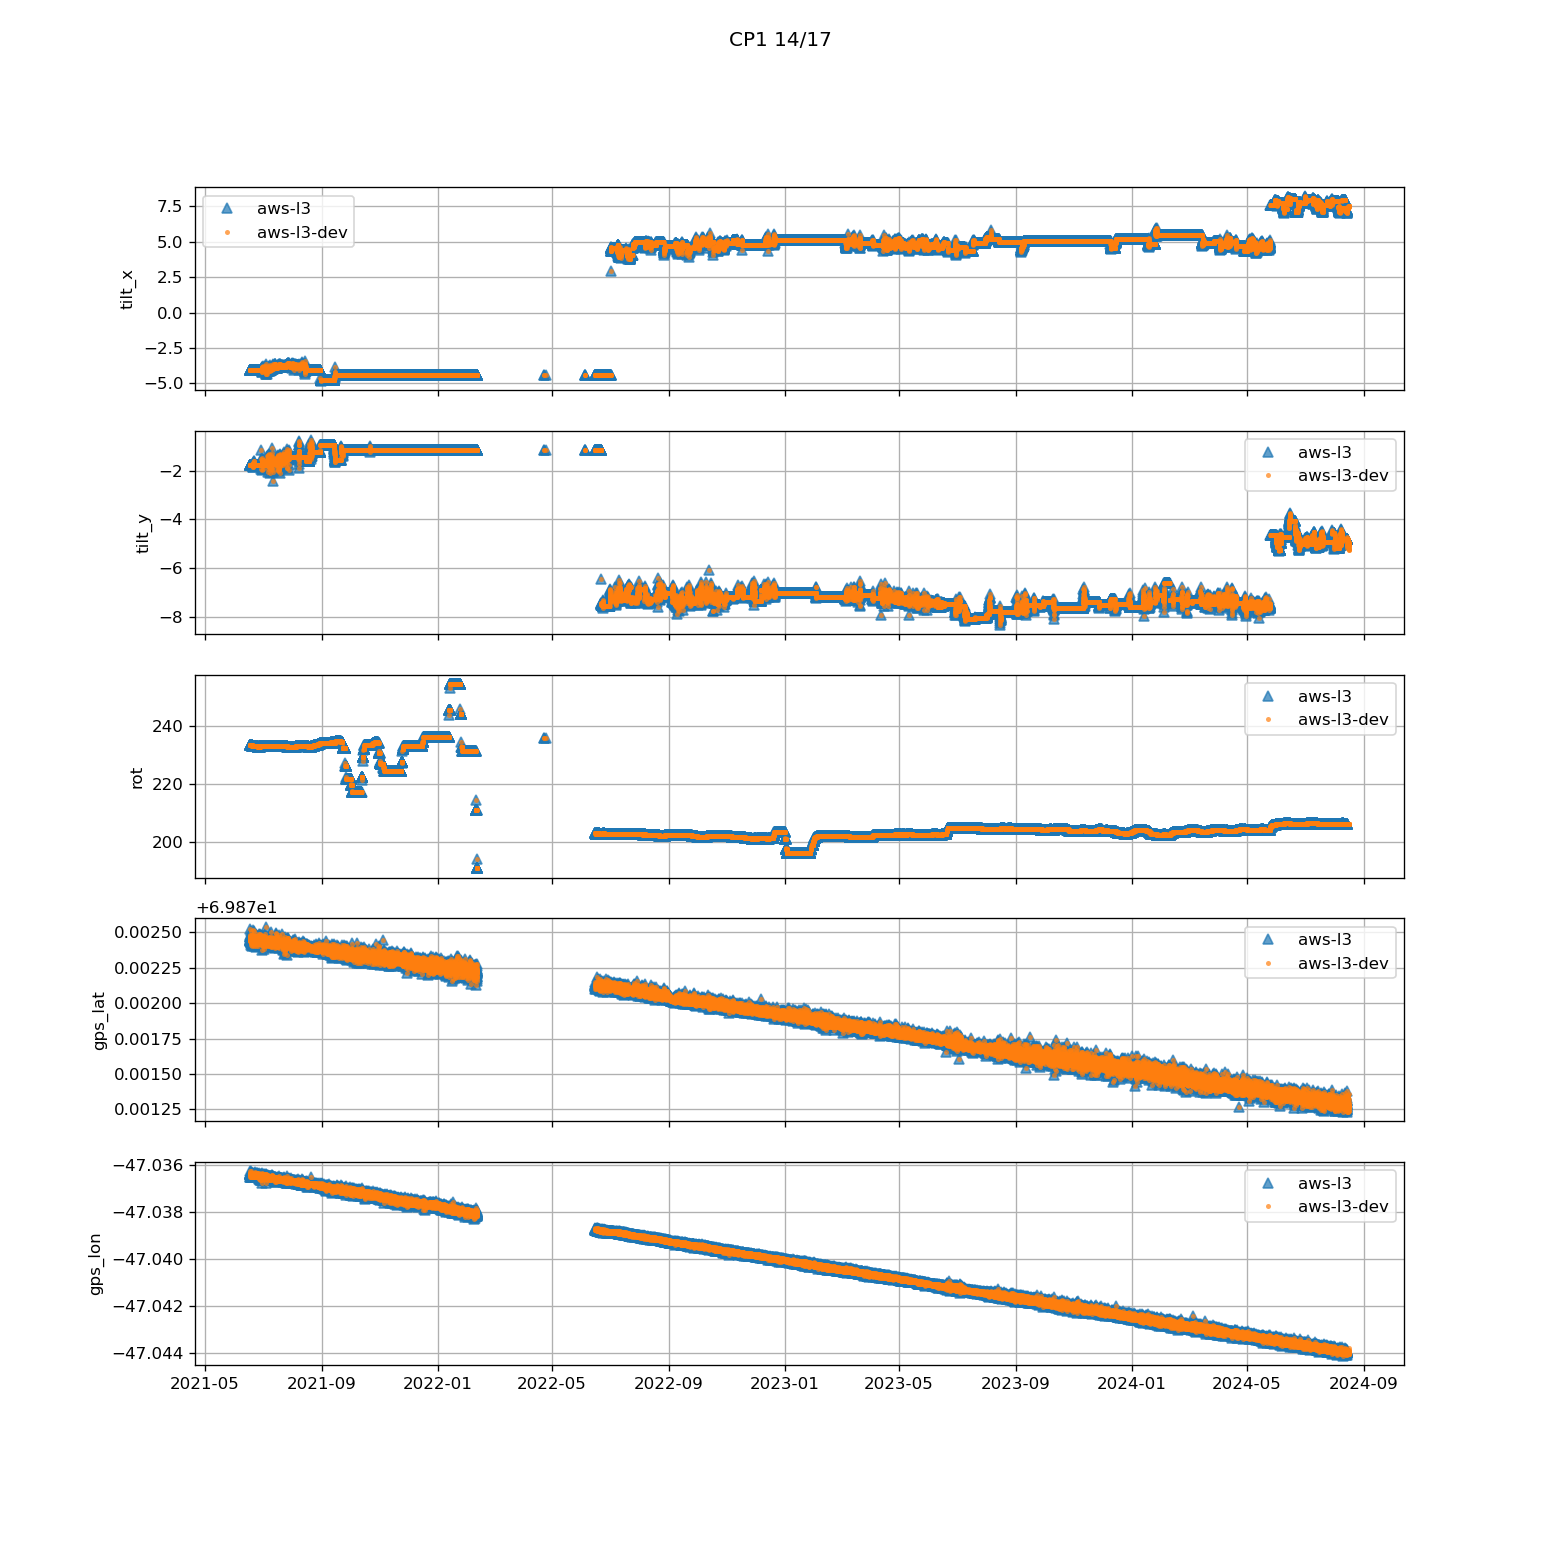 CP1 14/17
7.5
5.0
2.5
0.0
−2.5
−5.0
tilt_x
aws-l3
aws-l3-dev
−2
−4
−6
−8
tilt_y
aws-l3
aws-l3-dev
240
220
200
rot
aws-l3
aws-l3-dev
+6.987e1
0.00250
0.00225
0.00200
0.00175
0.00150
0.00125
gps_lat
aws-l3
aws-l3-dev
−47.036
−47.038
−47.040
−47.042
−47.044
gps_lon
aws-l3
aws-l3-dev
2021-05 2021-09 2022-01 2022-05 2022-09 2023-01 2023-05 2023-09 2024-01 2024-05 2024-09